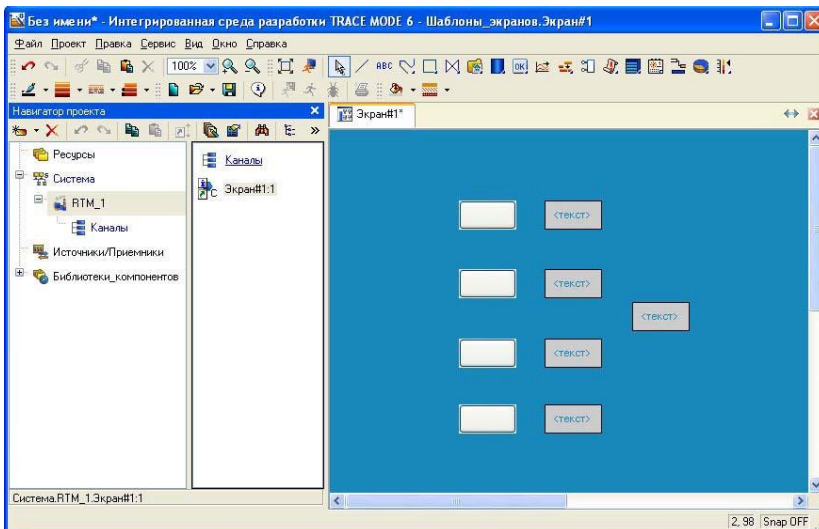 Без имени* - Интегрированная среда разработки TRACE MODE 6 - Шаблоны_экранов.Экран#1
Файл Проект Правка Сервис Вид Окно Справка
100%
ABC
OK
Навигатор проекта
Экран#1*
Ресурсы
Система
RTM_1
Каналы
Источники/Приемники
Библиотеки_компонентов
Каналы
Экран#1:1
<текст>
<текст>
<текст>
<текст>
<текст>
Система.RTM_1.Экран#1:1
2, 98 Snap OFF